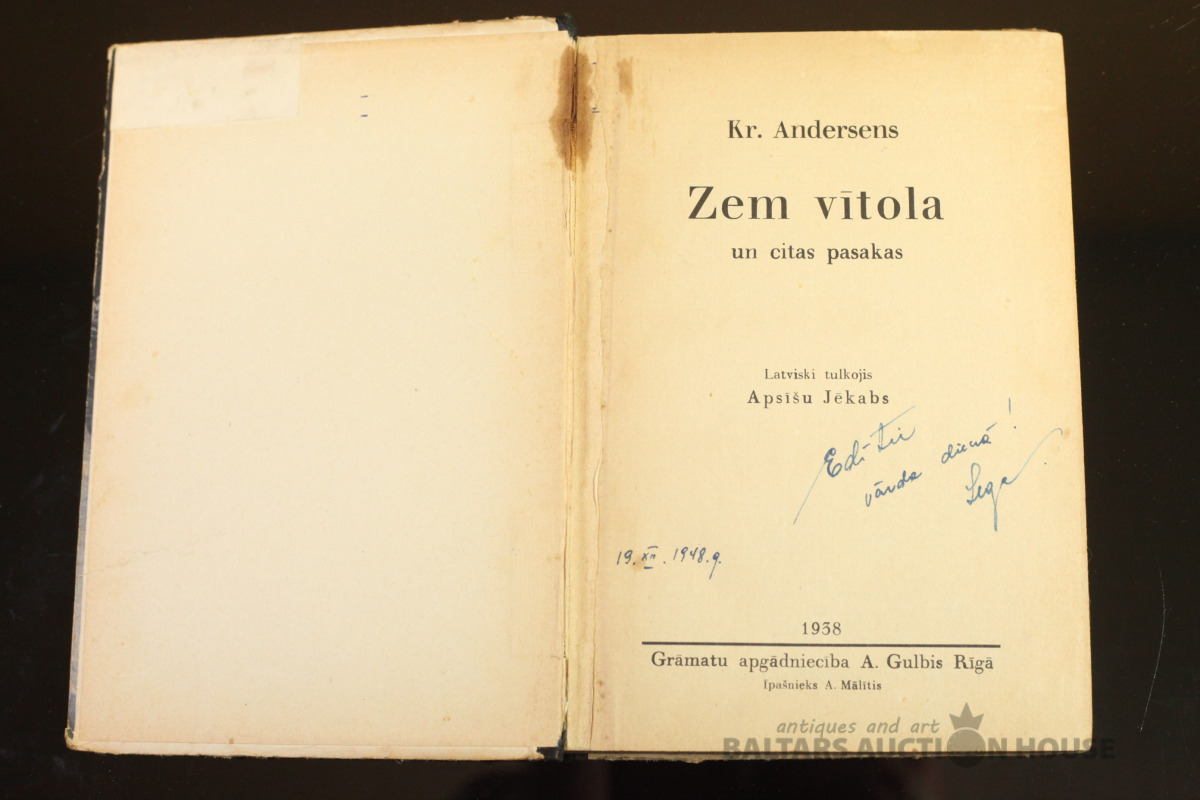 Kr. Andersens
Zem vītola
un citas pasakas
Latviski tulkojis
Apsīšu Jēkabs
Edītei
vārda dienā!
19. XII. 1948. g.
1938
Grāmatu apgādniecība A. Gulbis Rīgā
Īpašnieks A. Mālītis
antiques and art
BALTARS AUCTION HOUSE